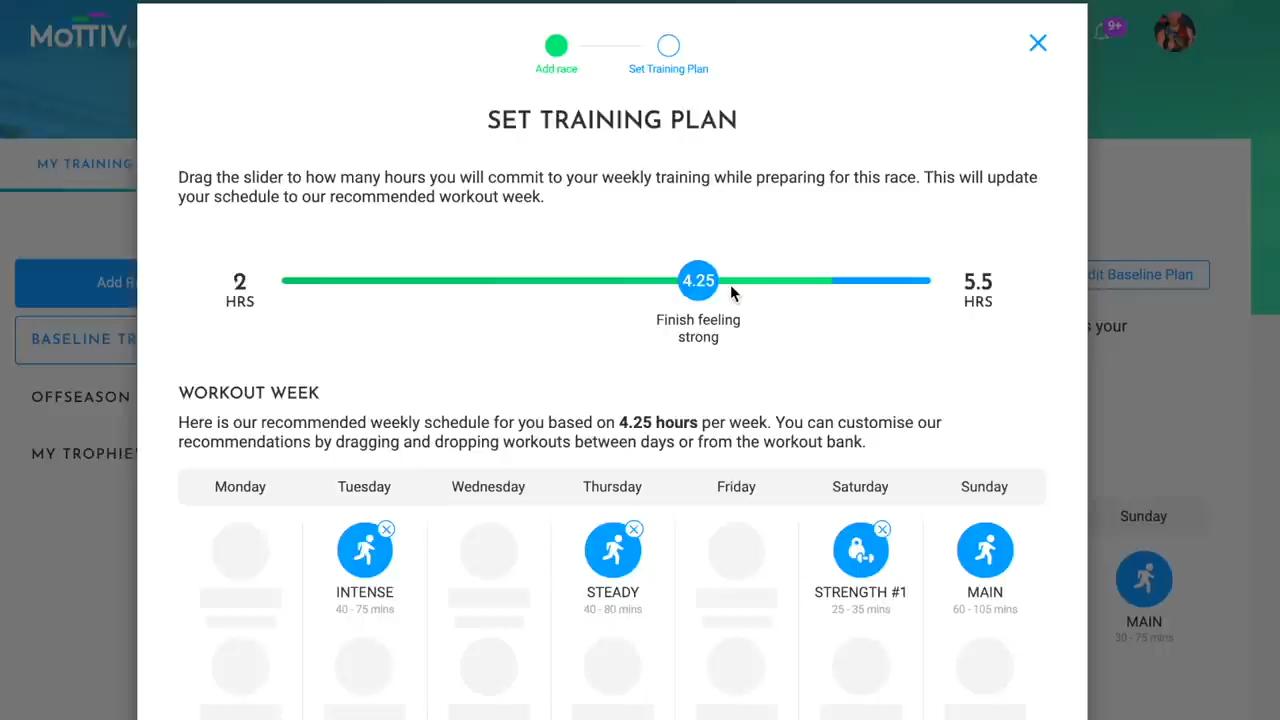 MOTTIV
9+
Add race
Set Training Plan
SET TRAINING PLAN
MY TRAINING
Drag the slider to how many hours you will commit to your weekly training while preparing for this race. This will update
your schedule to our recommended workout week.
2
HRS
4.25
5.5
HRS
Finish feeling
strong
Add R
dit Baseline Plan
BASELINE TR
s your
OFFSEASON
MY TROPHIE
WORKOUT WEEK
Here is our recommended weekly schedule for you based on 4.25 hours per week. You can customise our
recommendations by dragging and dropping workouts between days or from the workout bank.
Monday Tuesday Wednesday Thursday Friday Saturday Sunday
INTENSE STEADY STRENGTH #1 MAIN
40 - 75 mins 40 - 80 mins 25 - 35 mins 60 - 105 mins
Sunday
MAIN
30 - 75 mins